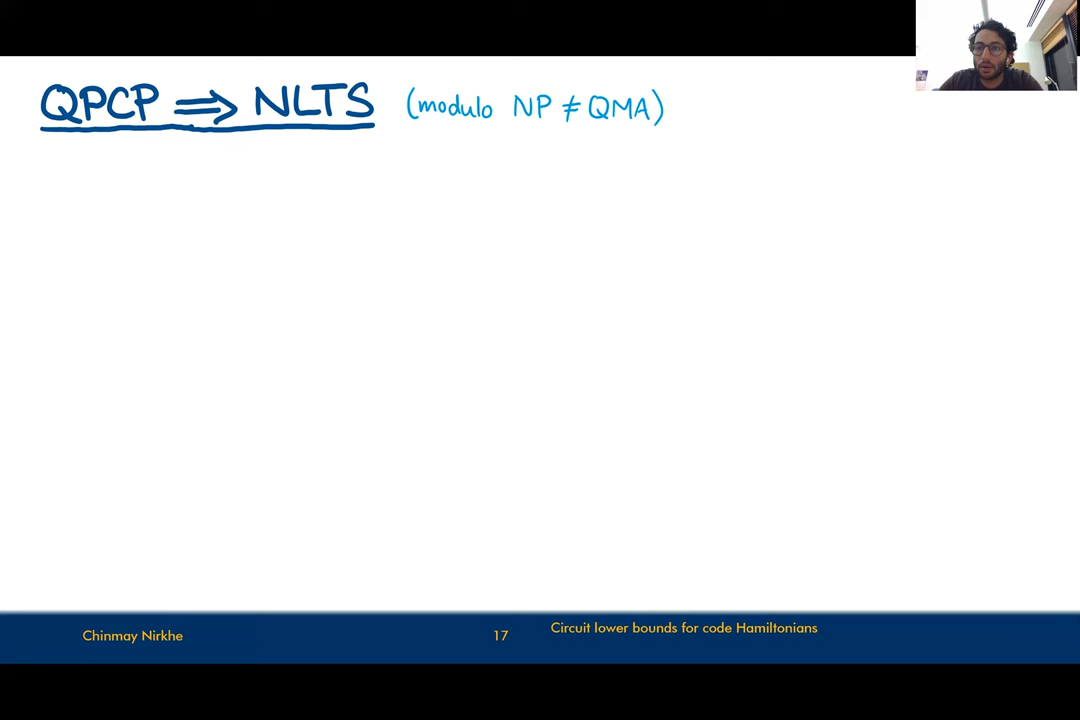 QPCP ⟹ NLTS (modulo NP ≠ QMA)
Chinmay Nirkhe
17
Circuit lower bounds for code Hamiltonians